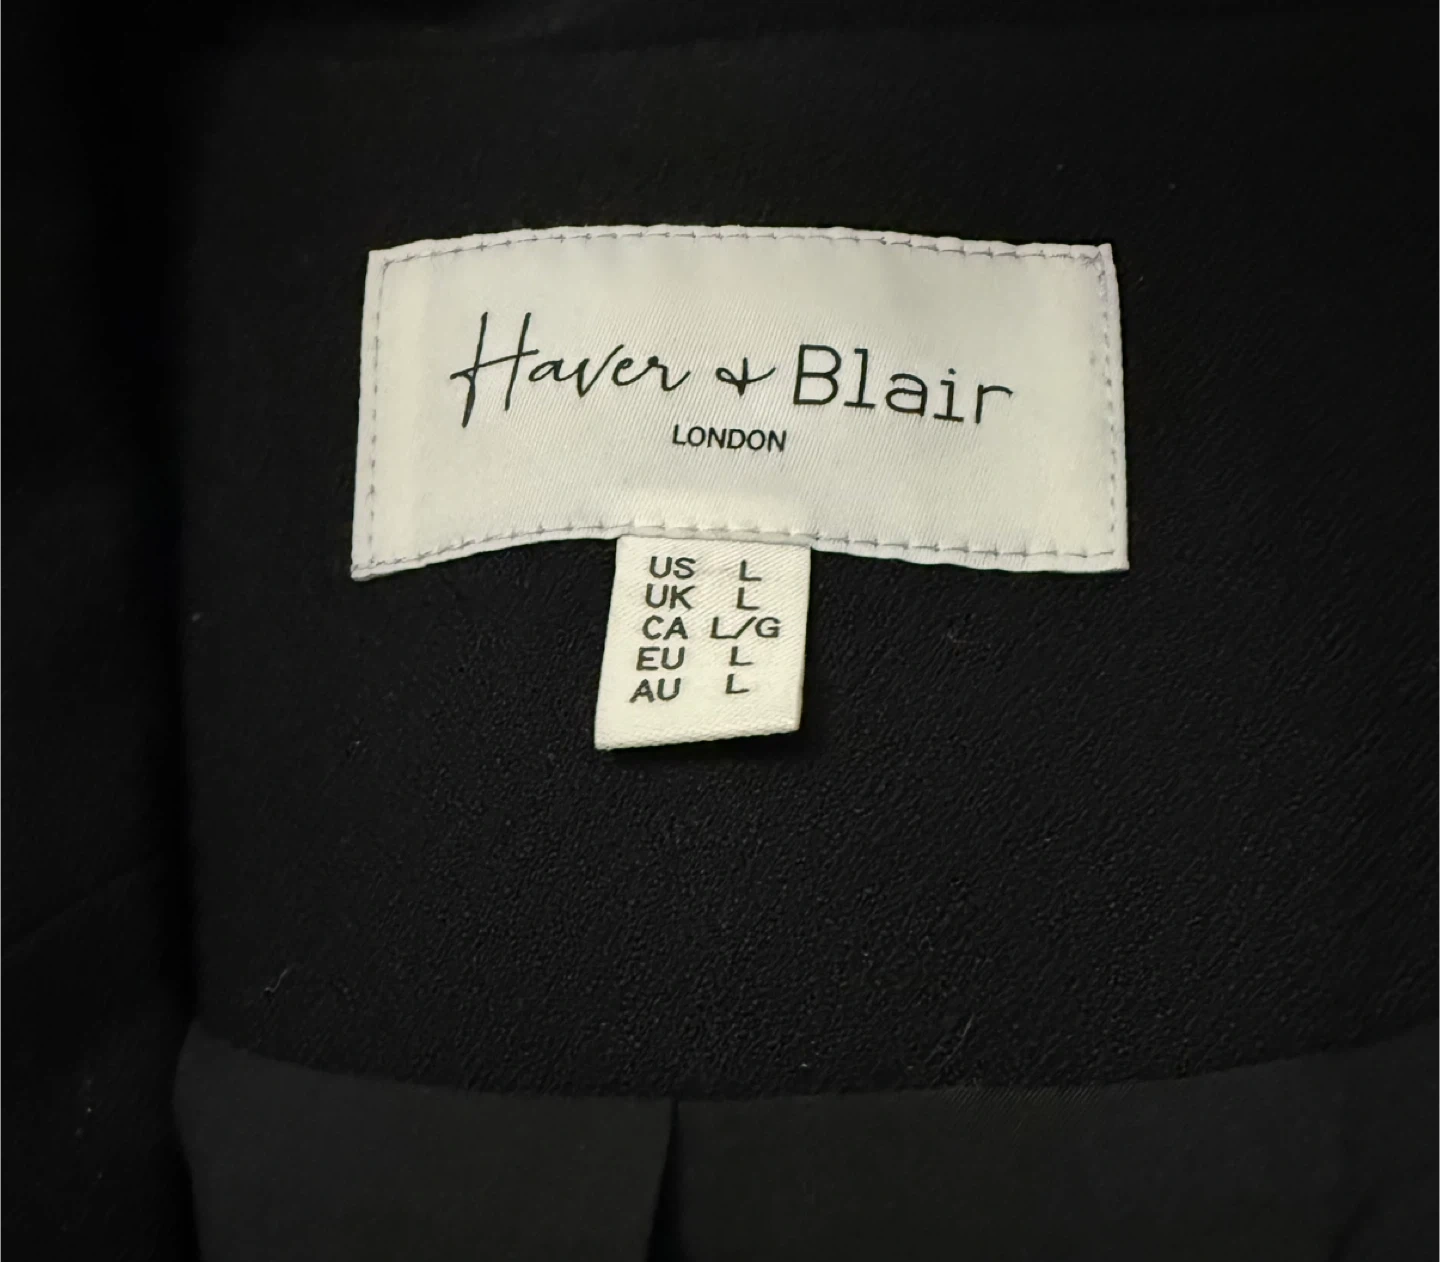 Haver & Blair
LONDON
US L
UK L
CA L/G
EU L
AU L